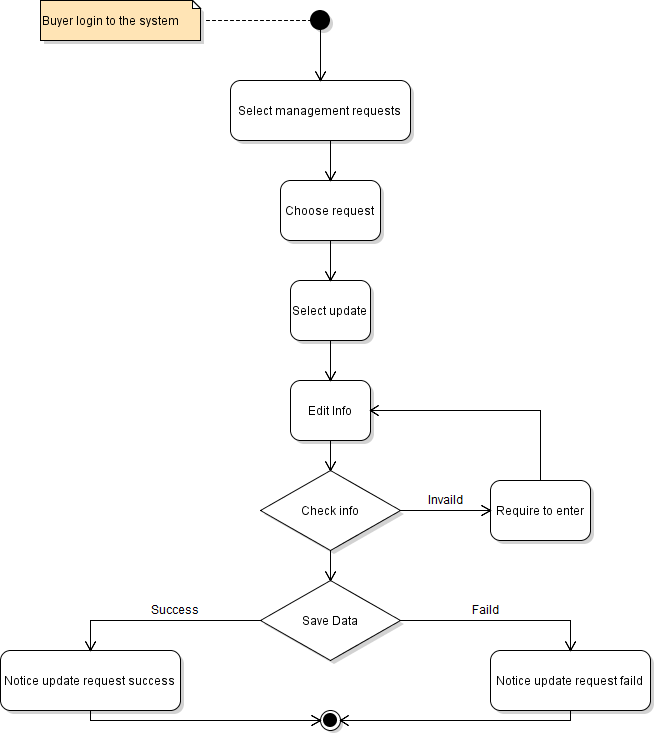 Buyer login to the system
Select management requests
Choose request
Select update
Edit Info
Check info
Invaild
Require to enter
Save Data
Success
Faild
Notice update request success
Notice update request faild